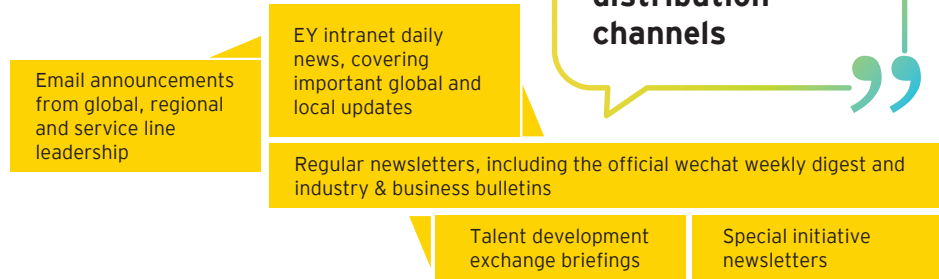 distribution
channels
EY intranet daily
news, covering
important global and
local updates
Email announcements
from global, regional
and service line
leadership
Regular newsletters, including the official wechat weekly digest and
industry & business bulletins
Talent development
exchange briefings
Special initiative
newsletters